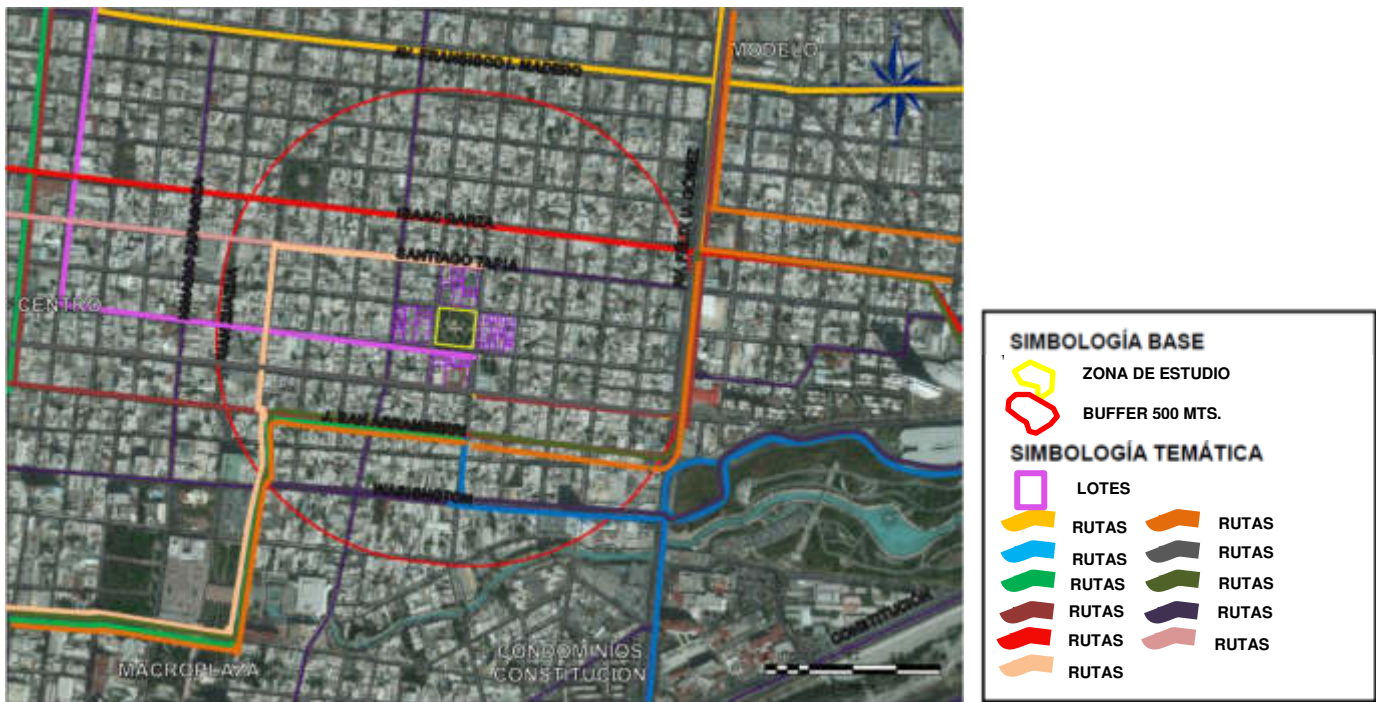 MODELO
AV. FRANSISCO I. MADERO
ISAAC GARZA
SANTIAGO TAPIA
CENTRO
WASHINGTON
MACROPLAZA
CONDOMINIOS
CONSTITUCION
CONSTITUCIÓN
SIMBOLOGÍA BASE
ZONA DE ESTUDIO
BUFFER 500 MTS.
SIMBOLOGÍA TEMÁTICA
LOTES
RUTAS RUTAS
RUTAS RUTAS
RUTAS RUTAS
RUTAS RUTAS
RUTAS RUTAS
RUTAS